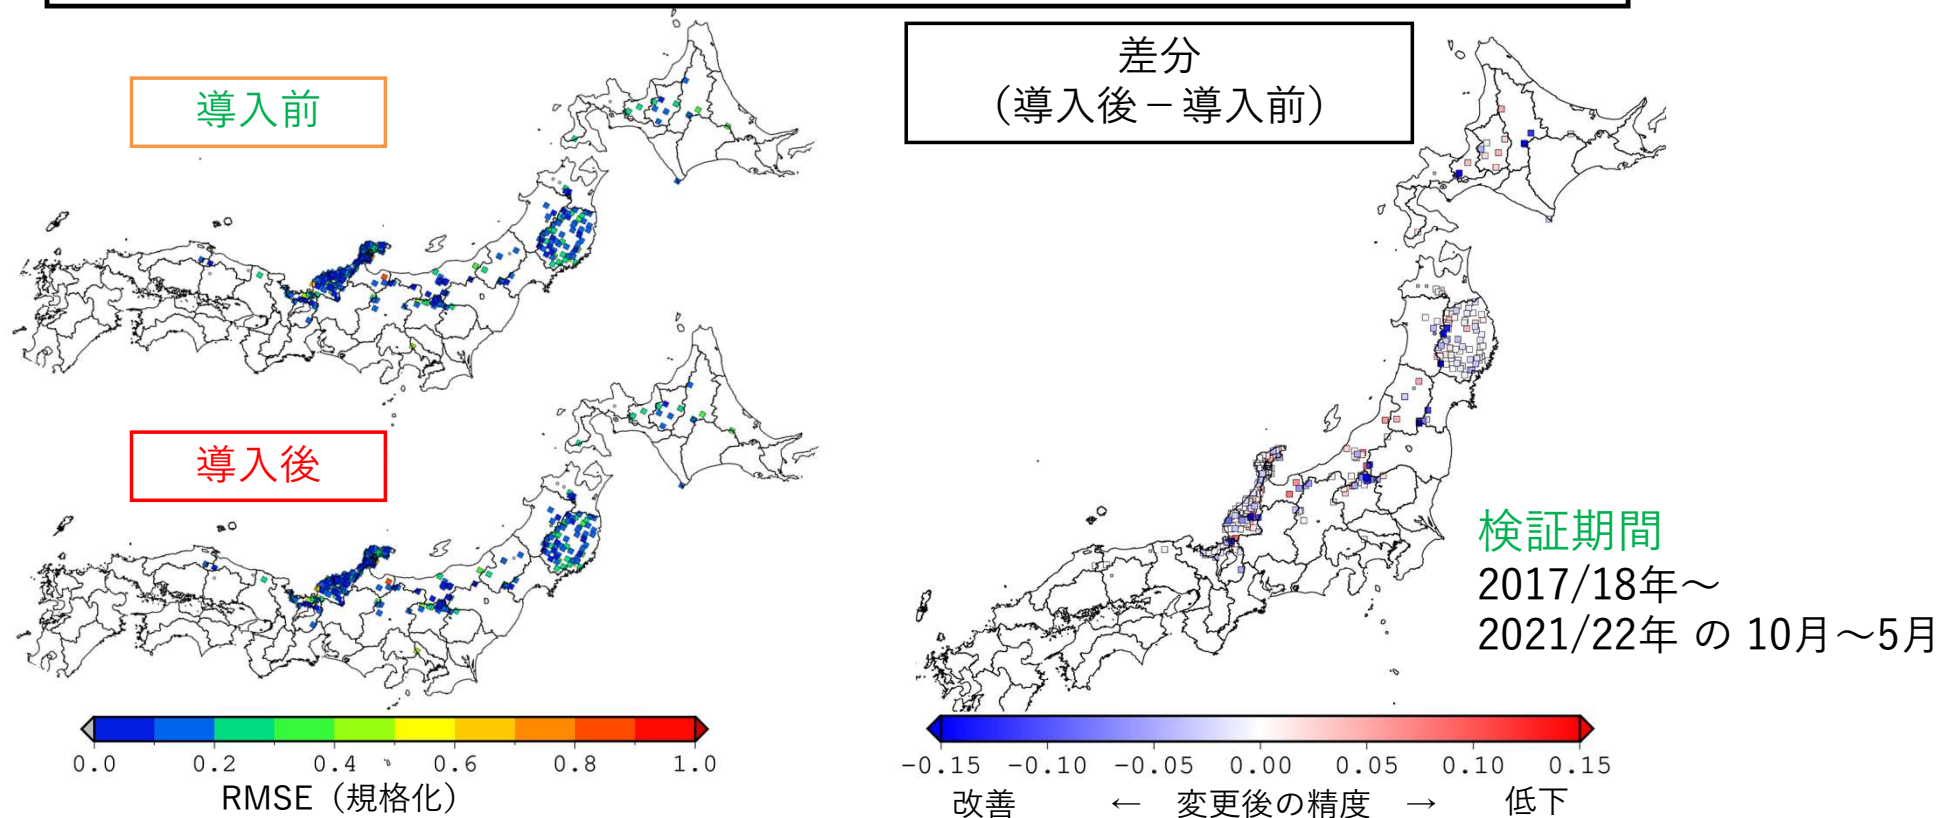 導入前
差分
（導入後－導入前）
導入後
検証期間
2017/18年～
2021/22年 の 10月～5月
0.0 0.2 0.4 0.6 0.8 1.0
RMSE（規格化）
-0.15 -0.10 -0.05 0.00 0.05 0.10 0.15
改善 ← 変更後の精度 → 低下